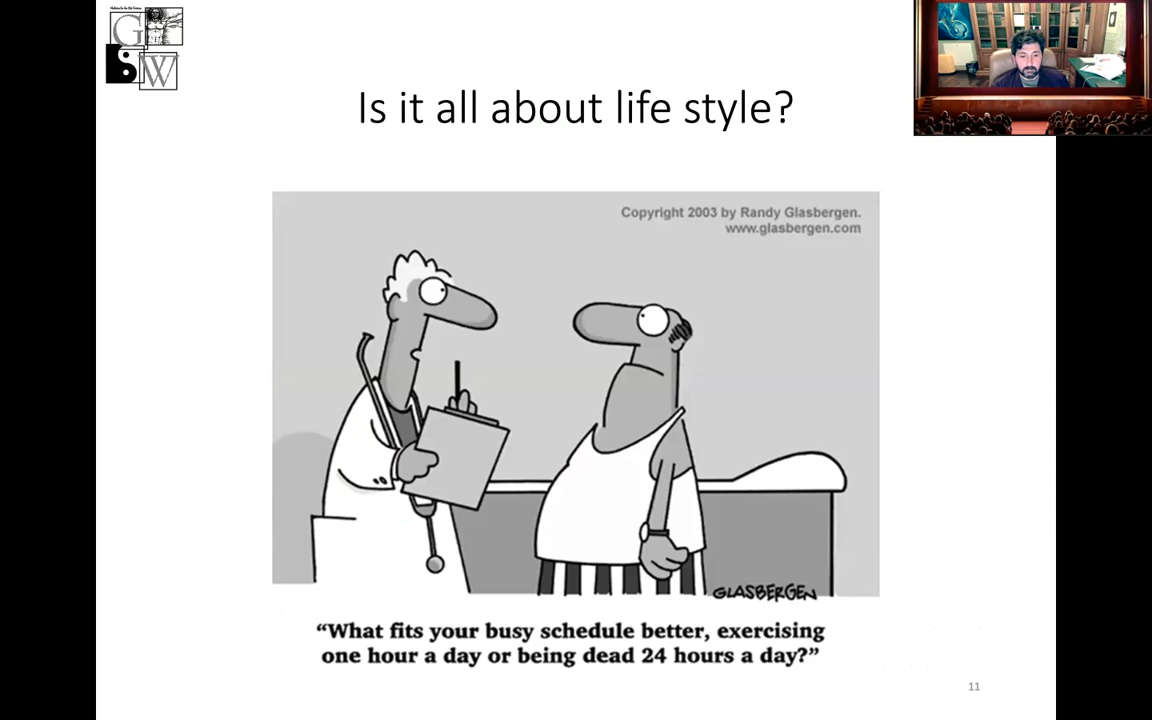 G
W
Is it all about life style?
Copyright 2003 by Randy Glasbergen.
www.glasbergen.com
GLASBERGEN
“What fits your busy schedule better, exercising
one hour a day or being dead 24 hours a day?”
11